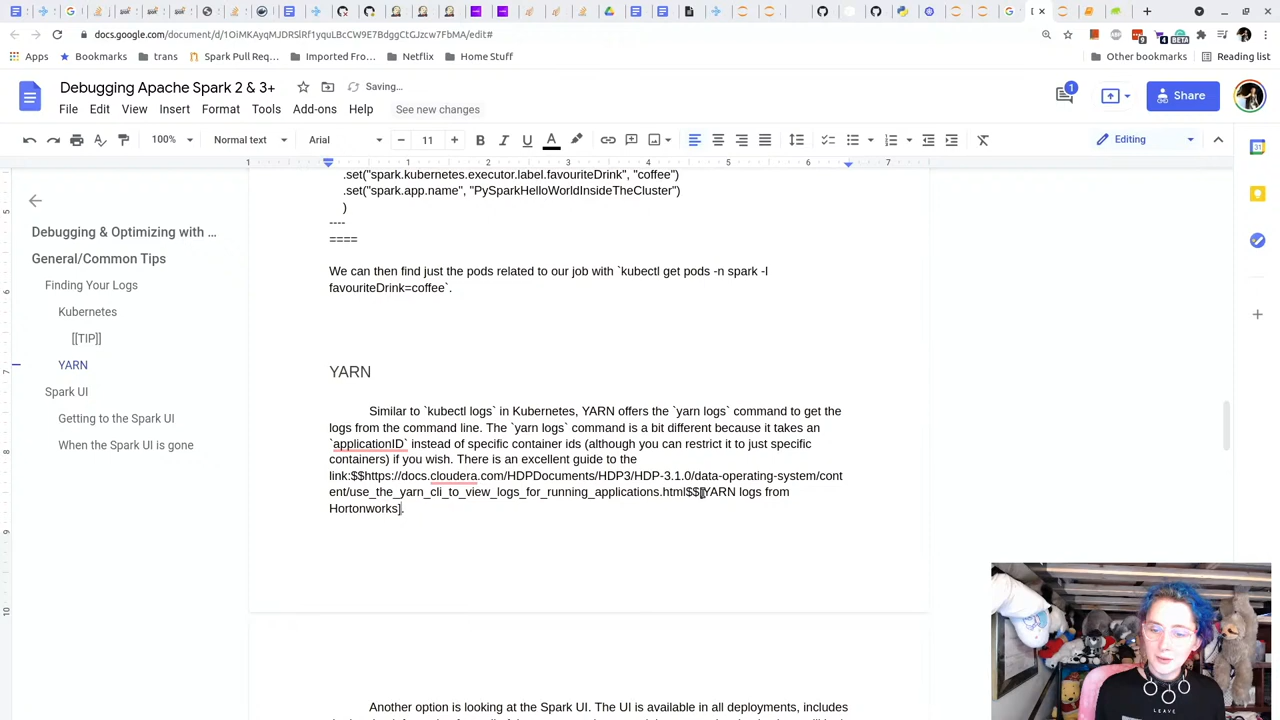 docs.google.com/document/d/1OiMKAyqMJDRSlRf1yquLBcCW9E7BdggCtGJzcw7FbMA/edit#
Apps Bookmarks trans Spark Pull Req... Imported Fro... Netflix Home Stuff Other Bookmarks Reading list
Debugging Apache Spark 2 & 3+ Saving...
File Edit View Insert Format Tools Add-ons Help See new changes
1 Share
100% Normal text Arial 11 Editing
1 1 2 3 4 5 6 7
Debugging & Optimizing with ...
General/Common Tips
Finding Your Logs
Kubernetes
[[TIP]]
YARN
Spark UI
Getting to the Spark UI
When the Spark UI is gone
.set("spark.kubernetes.executor.label.favouriteDrink", "coffee")
.set("spark.app.name", "PySparkHelloWorldInsideTheCluster")
)
----
====
We can then find just the pods related to our job with `kubectl get pods -n spark -l
favouriteDrink=coffee`.
YARN
Similar to `kubectl logs` in Kubernetes, YARN offers the `yarn logs` command to get the
logs from the command line. The `yarn logs` command is a bit different because it takes an
`applicationID` instead of specific container ids (although you can restrict it to just specific
containers) if you wish. There is an excellent guide to the
link:$$https://docs.cloudera.com/HDPDocuments/HDP3/HDP-3.1.0/data-operating-system/cont
ent/use_the_yarn_cli_to_view_logs_for_running_applications.html$$[YARN logs from
Hortonworks].
Another option is looking at the Spark UI. The UI is available in all deployments, includes
LEAVE